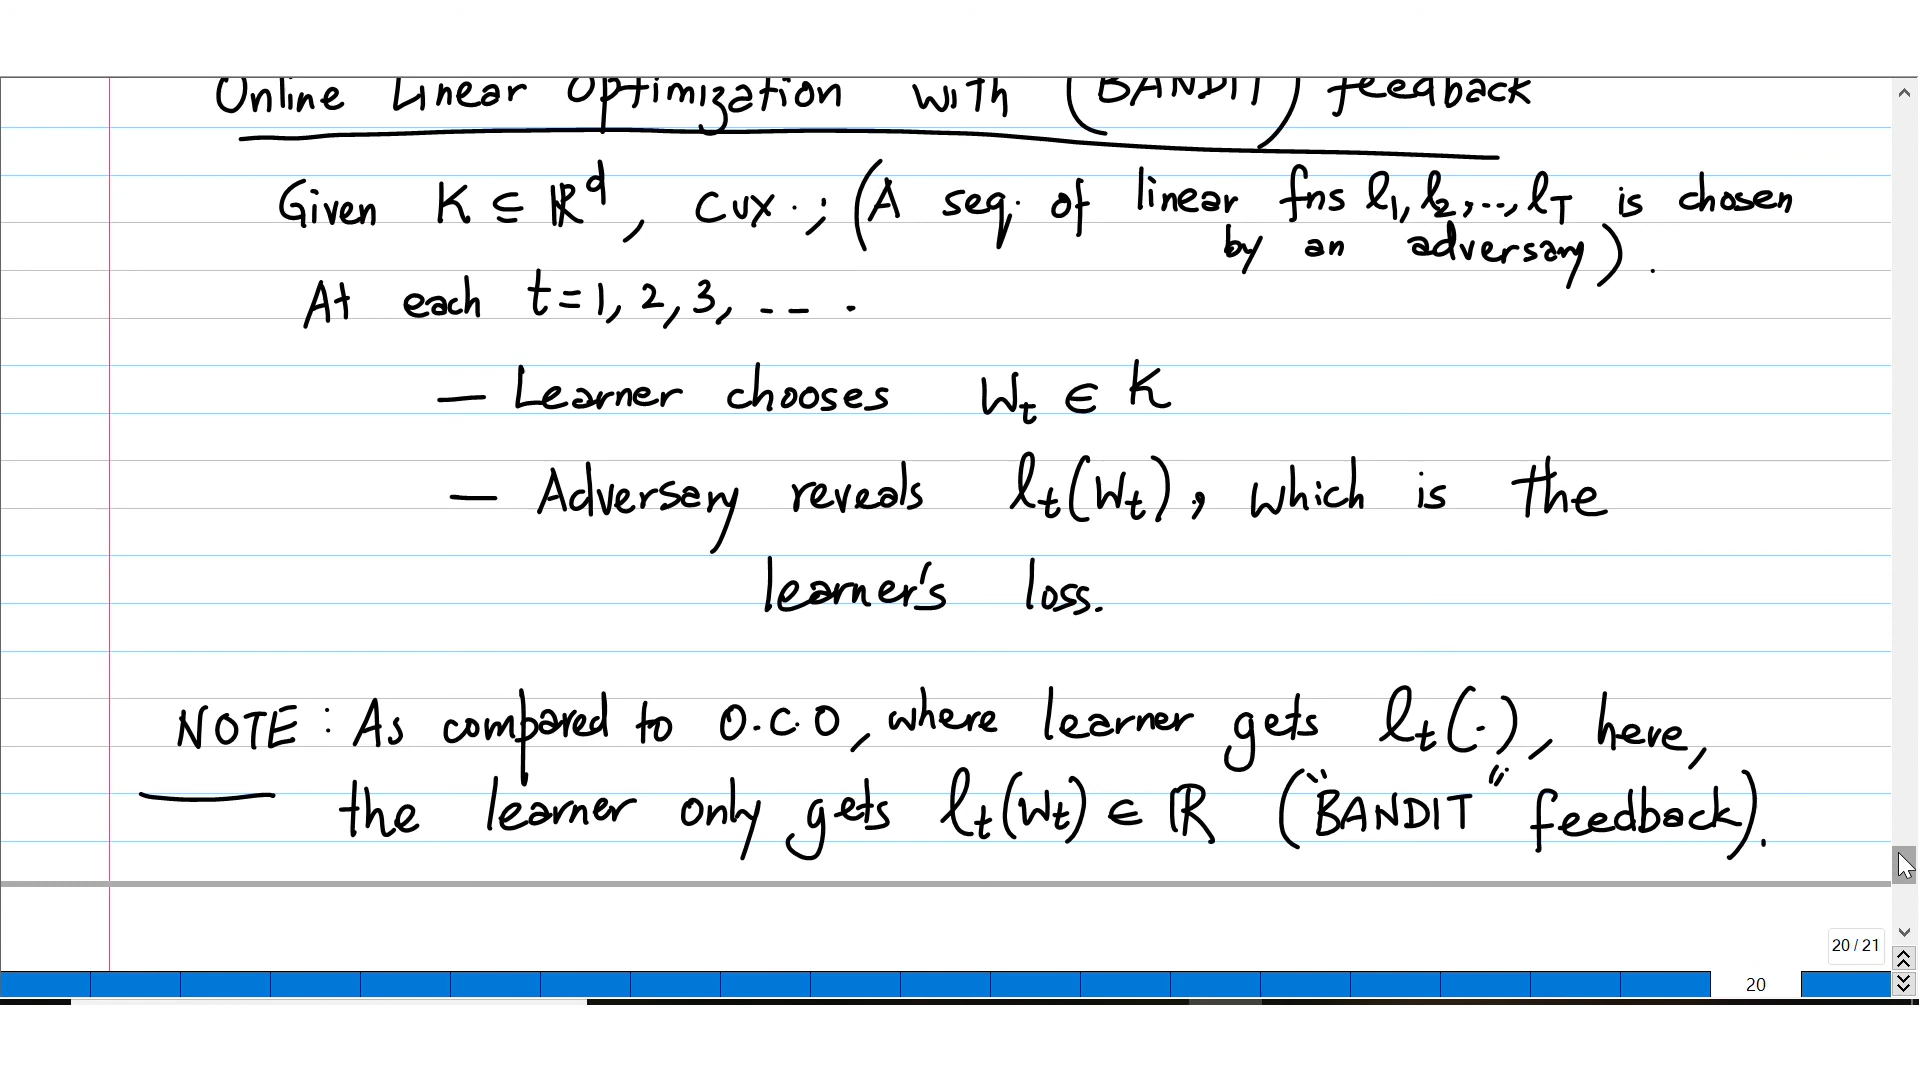 Online Linear Optimization with (BANDIT) feedback
Given K ⊆ ℝᵈ, cvx.; (A seq. of linear fns l₁, l₂, .., l_T is chosen
by an adversary).
At each t=1, 2, 3, -- .
— Learner chooses W_t ∈ K
— Adversary reveals l_t(W_t), which is the
learner's loss.
NOTE: As compared to O.C.O, where learner gets l_t(·), here,
the learner only gets l_t(W_t) ∈ ℝ ("BANDIT" feedback).
20 / 21
20